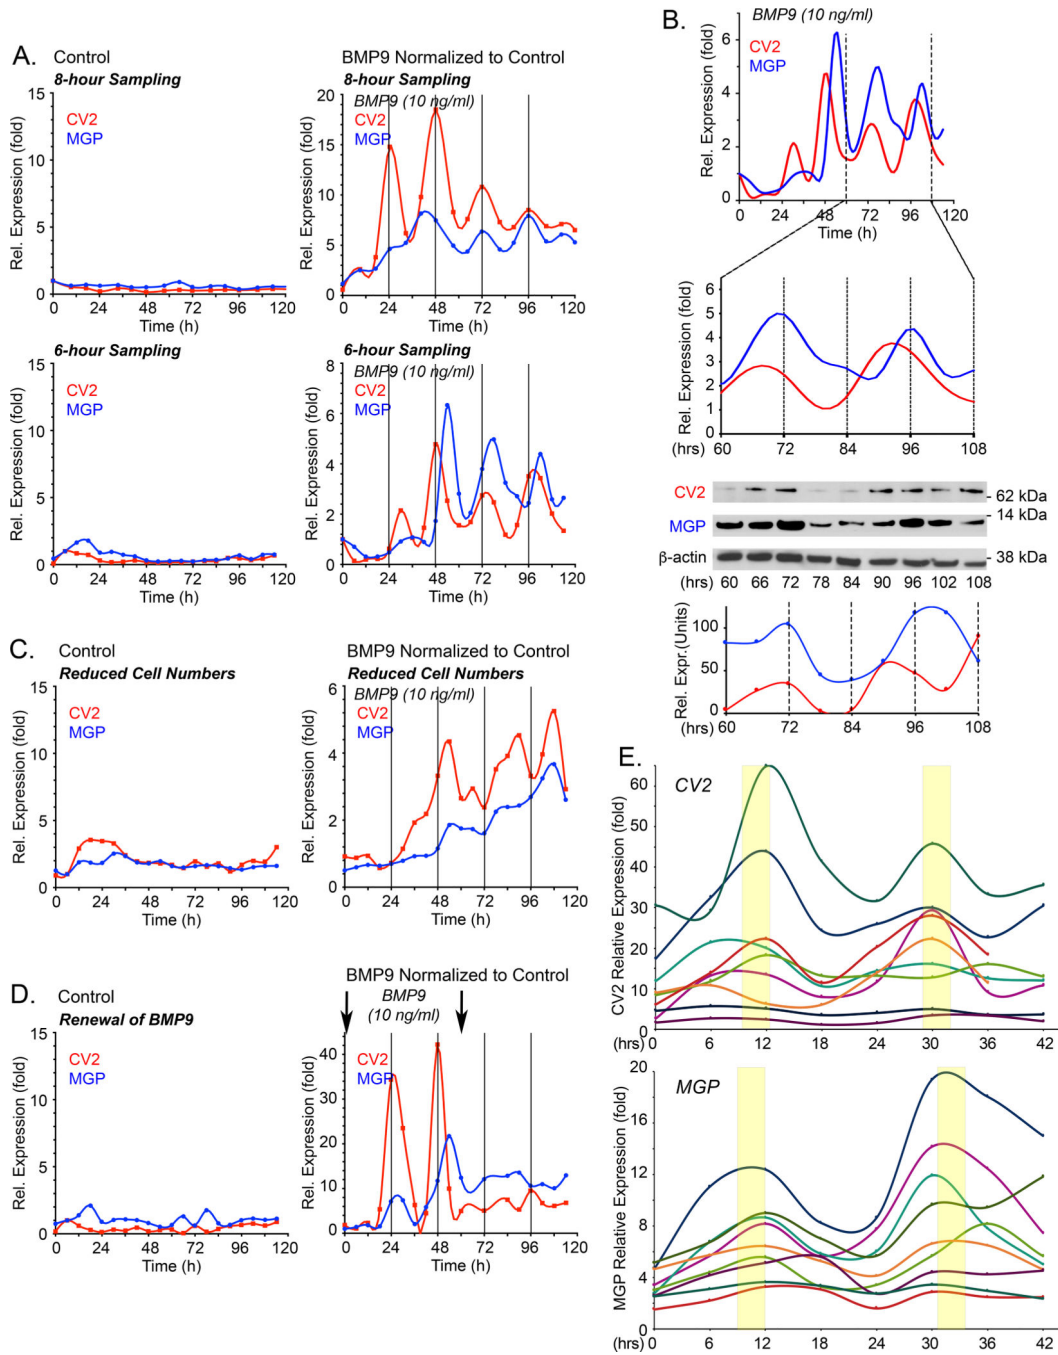 A.
Control
8-hour Sampling
Rel. Expression (fold)
15
10
5
0
CV2
MGP
0 24 48 72 96 120
Time (h)
BMP9 Normalized to Control
8-hour Sampling
BMP9 (10 ng/ml)
Rel. Expression (fold)
20
15
10
5
0
CV2
MGP
0 24 48 72 96 120
Time (h)
6-hour Sampling
Rel. Expression (fold)
15
10
5
0
CV2
MGP
0 24 48 72 96 120
Time (h)
6-hour Sampling
BMP9 (10 ng/ml)
Rel. Expression (fold)
8
6
4
2
0
CV2
MGP
0 24 48 72 96 120
Time (h)
B.
BMP9 (10 ng/ml)
CV2
MGP
Rel. Expression (fold)
6
4
2
0
0 24 48 72 96 120
Time (h)
Rel. Expression (fold)
6
5
4
3
2
1
0
60 72 84 96 108
(hrs)
CV2
- 62 kDa
- 14 kDa
MGP
β-actin
- 38 kDa
(hrs) 60 66 72 78 84 90 96 102 108
Rel. Expr.(Units)
100
50
0
60 72 84 96 108
(hrs)
C.
Control
Reduced Cell Numbers
Rel. Expression (fold)
15
10
5
0
CV2
MGP
0 24 48 72 96 120
Time (h)
BMP9 Normalized to Control
Reduced Cell Numbers
BMP9 (10 ng/ml)
Rel. Expression (fold)
6
5
4
3
2
1
0
CV2
MGP
0 24 48 72 96 120
Time (h)
D.
Control
Renewal of BMP9
Rel. Expression (fold)
15
10
5
0
CV2
MGP
0 24 48 72 96 120
Time (h)
BMP9 Normalized to Control
BMP9
(10 ng/ml)
Rel. Expression (fold)
40
30
20
10
0
CV2
MGP
0 24 48 72 96 120
Time (h)
E.
CV2
CV2 Relative Expression (fold)
65
50
40
30
20
10
0
(hrs) 0 6 12 18 24 30 36 42
MGP
MGP Relative Expression (fold)
20
16
12
8
4
0
(hrs) 0 6 12 18 24 30 36 42